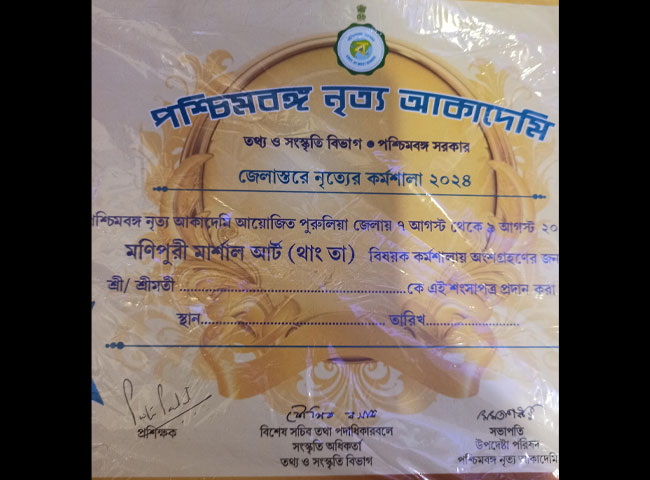 পশ্চিমবঙ্গ নৃত্য আকাদেমি
তথ্য ও সংস্কৃতি বিভাগ ● পশ্চিমবঙ্গ সরকার
জেলাস্তরে নৃত্যের কর্মশালা ২০২৪
শ্চিমবঙ্গ নৃত্য আকাদেমি আয়োজিত পুরুলিয়া জেলায় ৭ আগস্ট থেকে ৯ আগস্ট ২০
মণিপুরী মার্শাল আর্ট (থাং তা) বিষয়ক কর্মশালায় অংশগ্রহণের জন
শ্রী/ শ্রীমতী ........................................ কে এই শংসাপত্র প্রদান করা
স্থান........................................ তারিখ....................
প্রশিক্ষক
বিশেষ সচিব তথা পদাধিকারবলে
সংস্কৃতি অধিকর্তা
তথ্য ও সংস্কৃতি বিভাগ
সভাপতি
উপদেষ্টা পরিষদ
পশ্চিমবঙ্গ নৃত্য আকাদেমি